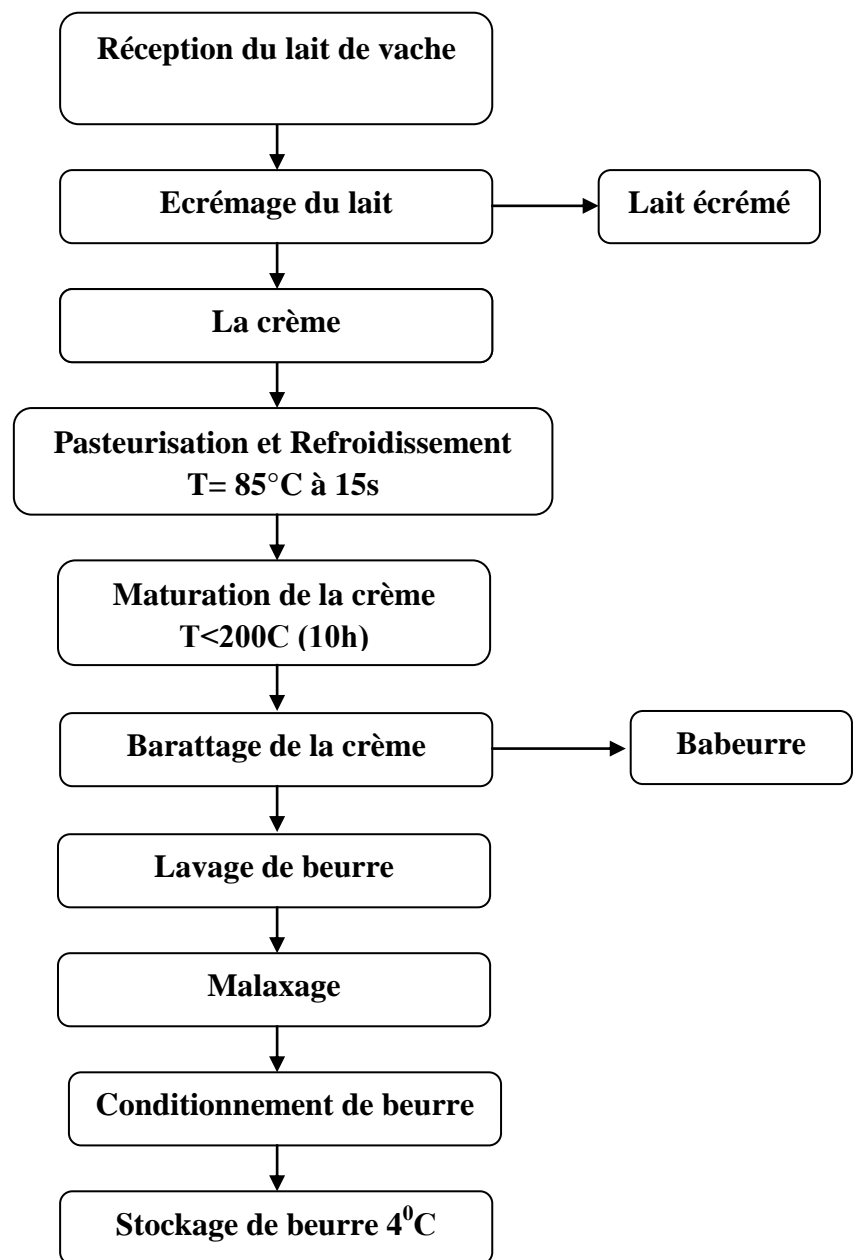 Réception du lait de vache
Ecrémage du lait
Lait écrémé
La crème
Pasteurisation et Refroidissement
T= 85°C à 15s
Maturation de la crème
T<200C (10h)
Barattage de la crème
Babeurre
Lavage de beurre
Malaxage
Conditionnement de beurre
Stockage de beurre 4⁰C